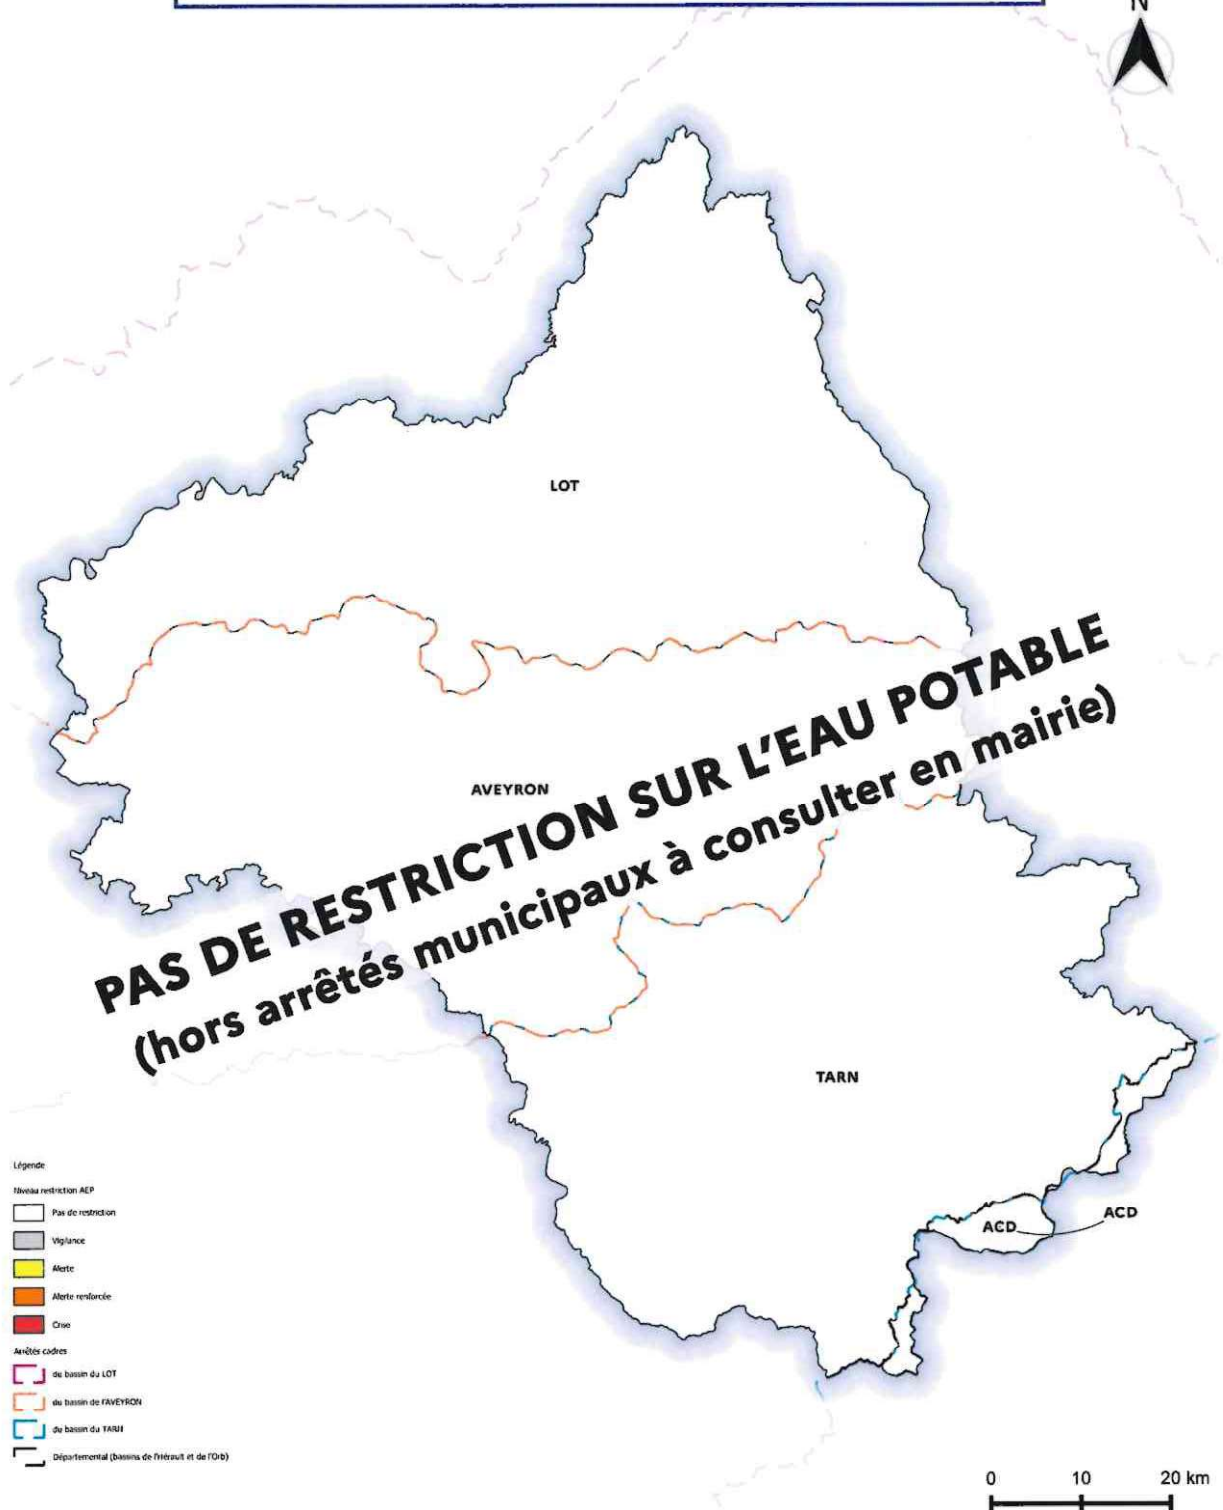 N
LOT
AVEYRON
PAS DE RESTRICTION SUR L'EAU POTABLE
(hors arrêtés municipaux à consulter en mairie)
TARN
ACD
ACD
Légende
Niveau restriction AEP
Pas de restriction
Vigilance
Alerte
Alerte renforcée
Crise
Arrêtés cadres
du bassin du LOT
du bassin de l'AVEYRON
du bassin du TARN
Départemental (bassins de l'Hérault et de l'Orb)
0 10 20 km